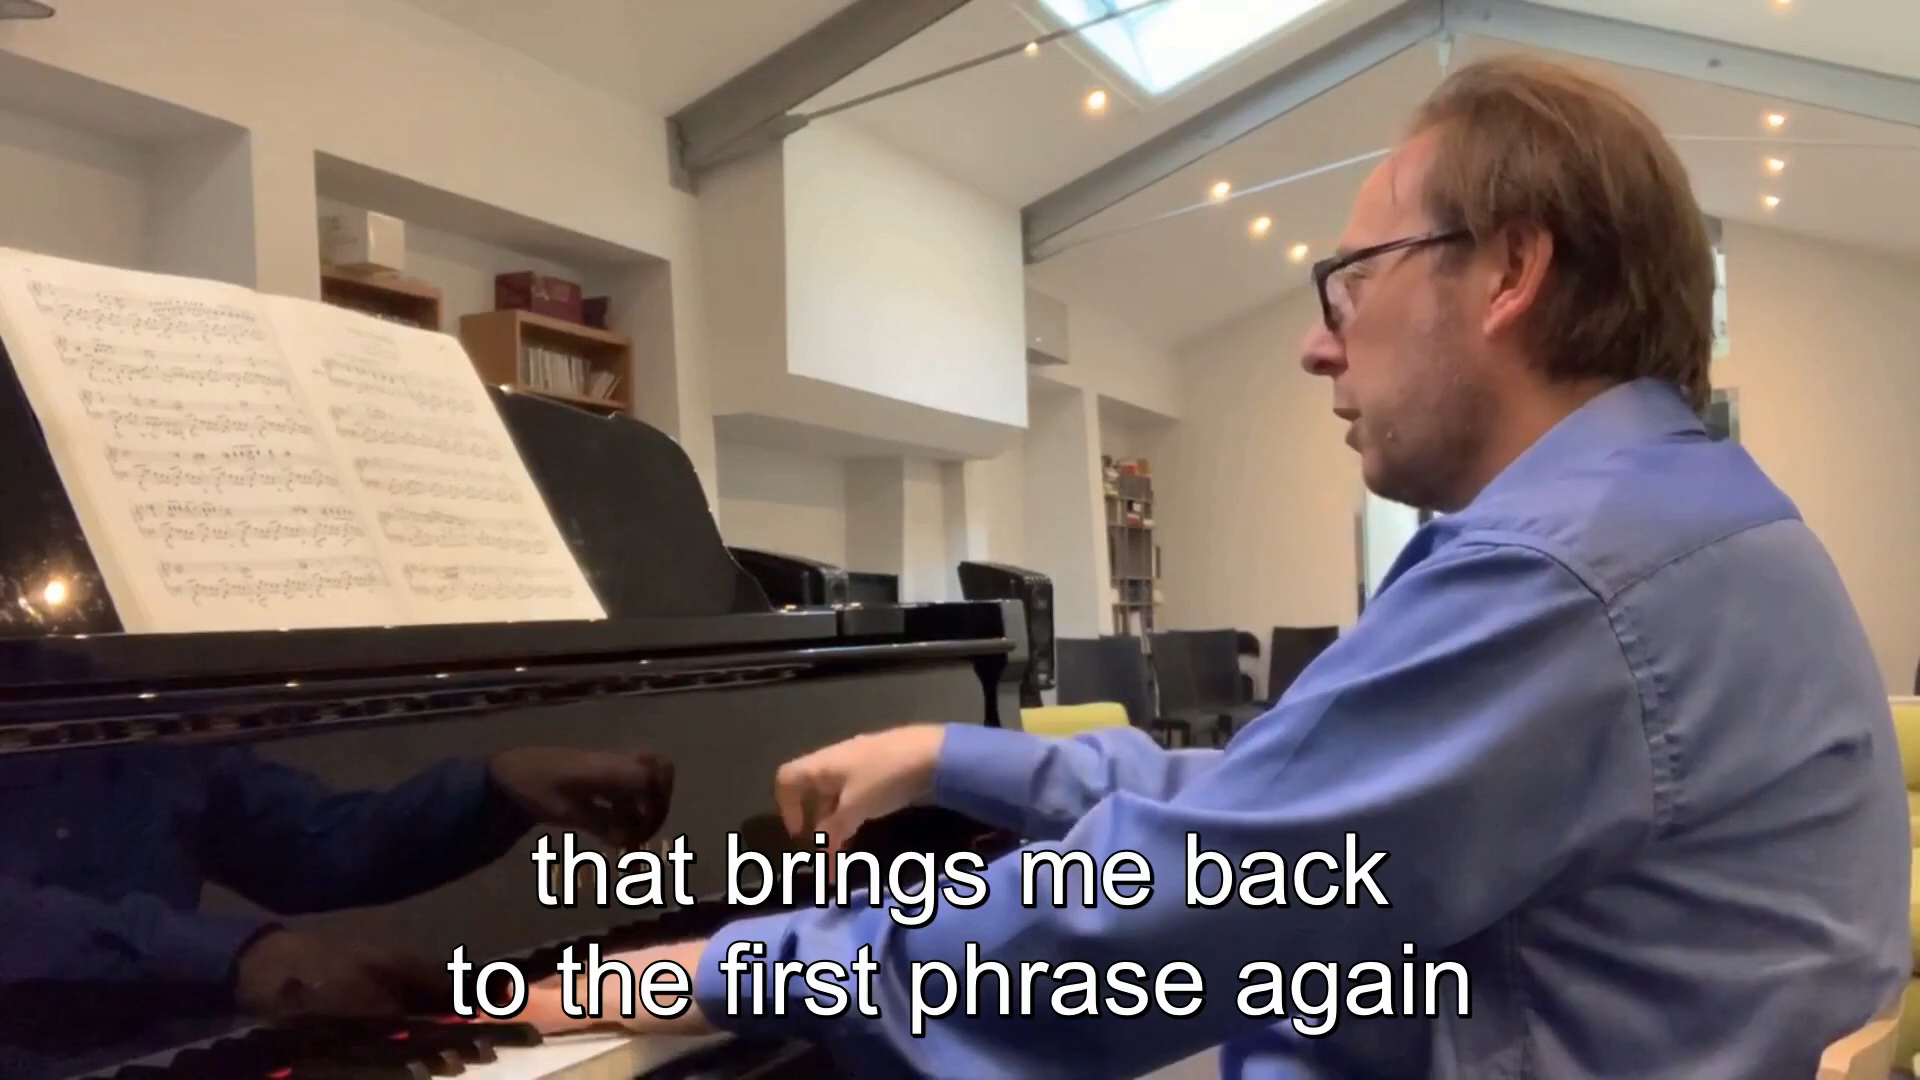 that brings me back
to the first phrase again